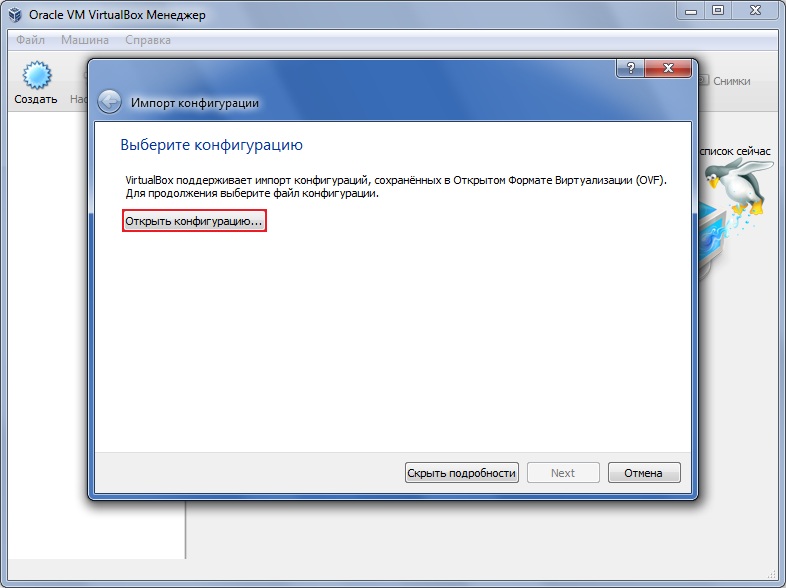 Oracle VM VirtualBox Менеджер
Файл Машина Справка
Создать
Снимки
Импорт конфигурации
список сейчас
Выберите конфигурацию
VirtualBox поддерживает импорт конфигураций, сохранённых в Открытом Формате Виртуализации (OVF).
Для продолжения выберите файл конфигурации.
Открыть конфигурацию...
Скрыть подробности Next Отмена